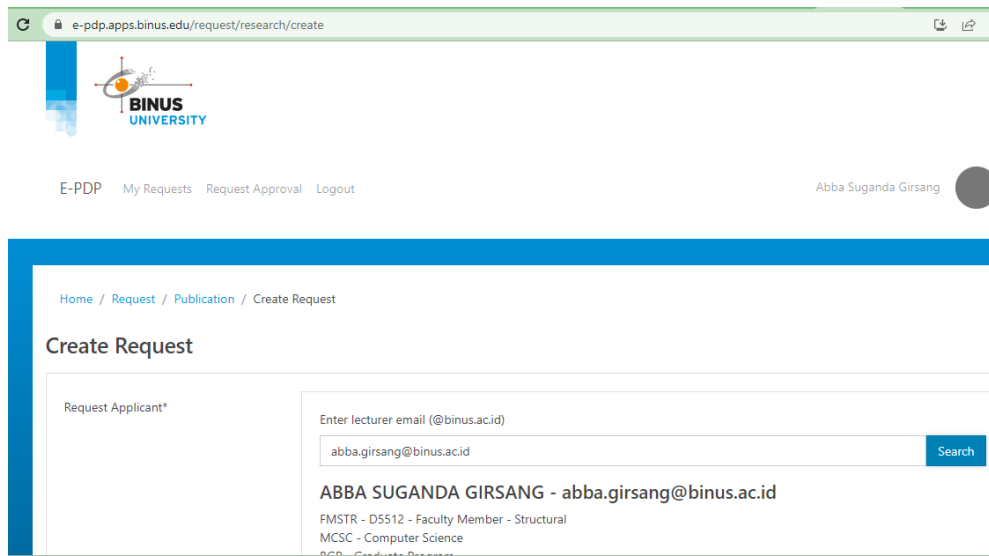 e-pdp.apps.binus.edu/request/research/create
BINUS
UNIVERSITY
E-PDP My Requests Request Approval Logout Abba Suganda Girsang
Home / Request / Publication / Create Request
Create Request
Request Applicant*
Enter lecturer email (@binus.ac.id)
abba.girsang@binus.ac.id Search
ABBA SUGANDA GIRSANG - abba.girsang@binus.ac.id
FMSTR - D5512 - Faculty Member - Structural
MCSC - Computer Science
Graduate Program